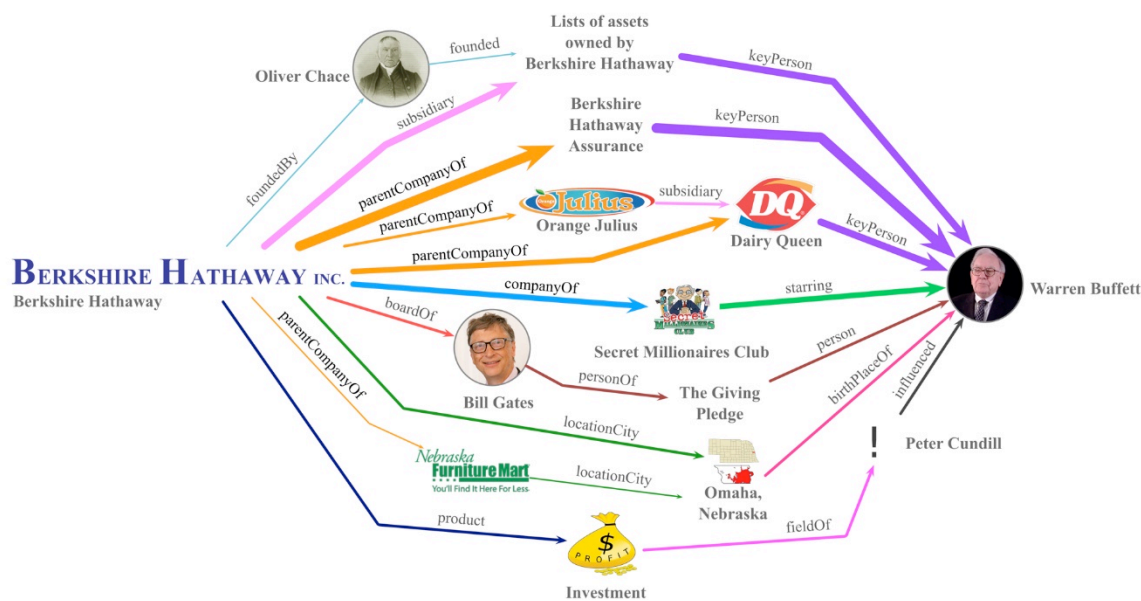 Lists of assets
owned by
Berkshire Hathaway
founded
keyPerson
Oliver Chace
subsidiary
Berkshire
Hathaway
Assurance
keyPerson
foundedBy
parentCompanyOf
Julius
Orange Julius
subsidiary
DQ
Dairy Queen
keyPerson
parentCompanyOf
parentCompanyOf
BERKSHIRE HATHAWAY INC.
Berkshire Hathaway
companyOf
Secret
MILLIONAIRES
CLUB
Secret Millionaires Club
starring
Warren Buffett
boardOf
Bill Gates
personOf
The Giving
Pledge
person
birthPlaceOf
influenced
parentCompanyOf
locationCity
!
Peter Cundill
Nebraska
Furniture Mart
You'll Find It Here For Less
locationCity
Omaha,
Nebraska
product
$
PROFIT
Investment
fieldOf